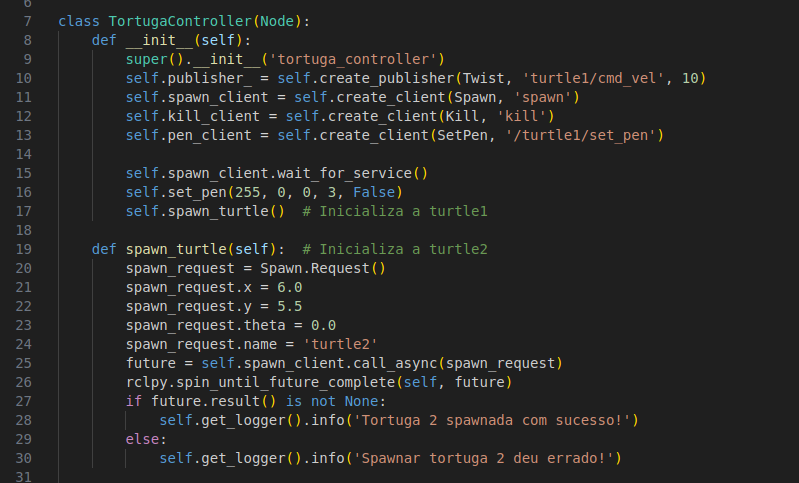 6
7 class TortugaController(Node):
8 def __init__(self):
9 super().__init__('tortuga_controller')
10 self.publisher_ = self.create_publisher(Twist, 'turtle1/cmd_vel', 10)
11 self.spawn_client = self.create_client(Spawn, 'spawn')
12 self.kill_client = self.create_client(Kill, 'kill')
13 self.pen_client = self.create_client(SetPen, '/turtle1/set_pen')
14
15 self.spawn_client.wait_for_service()
16 self.set_pen(255, 0, 0, 3, False)
17 self.spawn_turtle()  # Inicializa a turtle1
18
19 def spawn_turtle(self):  # Inicializa a turtle2
20 spawn_request = Spawn.Request()
21 spawn_request.x = 6.0
22 spawn_request.y = 5.5
23 spawn_request.theta = 0.0
24 spawn_request.name = 'turtle2'
25 future = self.spawn_client.call_async(spawn_request)
26 rclpy.spin_until_future_complete(self, future)
27 if future.result() is not None:
28 self.get_logger().info('Tortuga 2 spawnada com sucesso!')
29 else:
30 self.get_logger().info('Spawnar tortuga 2 deu errado!')
31